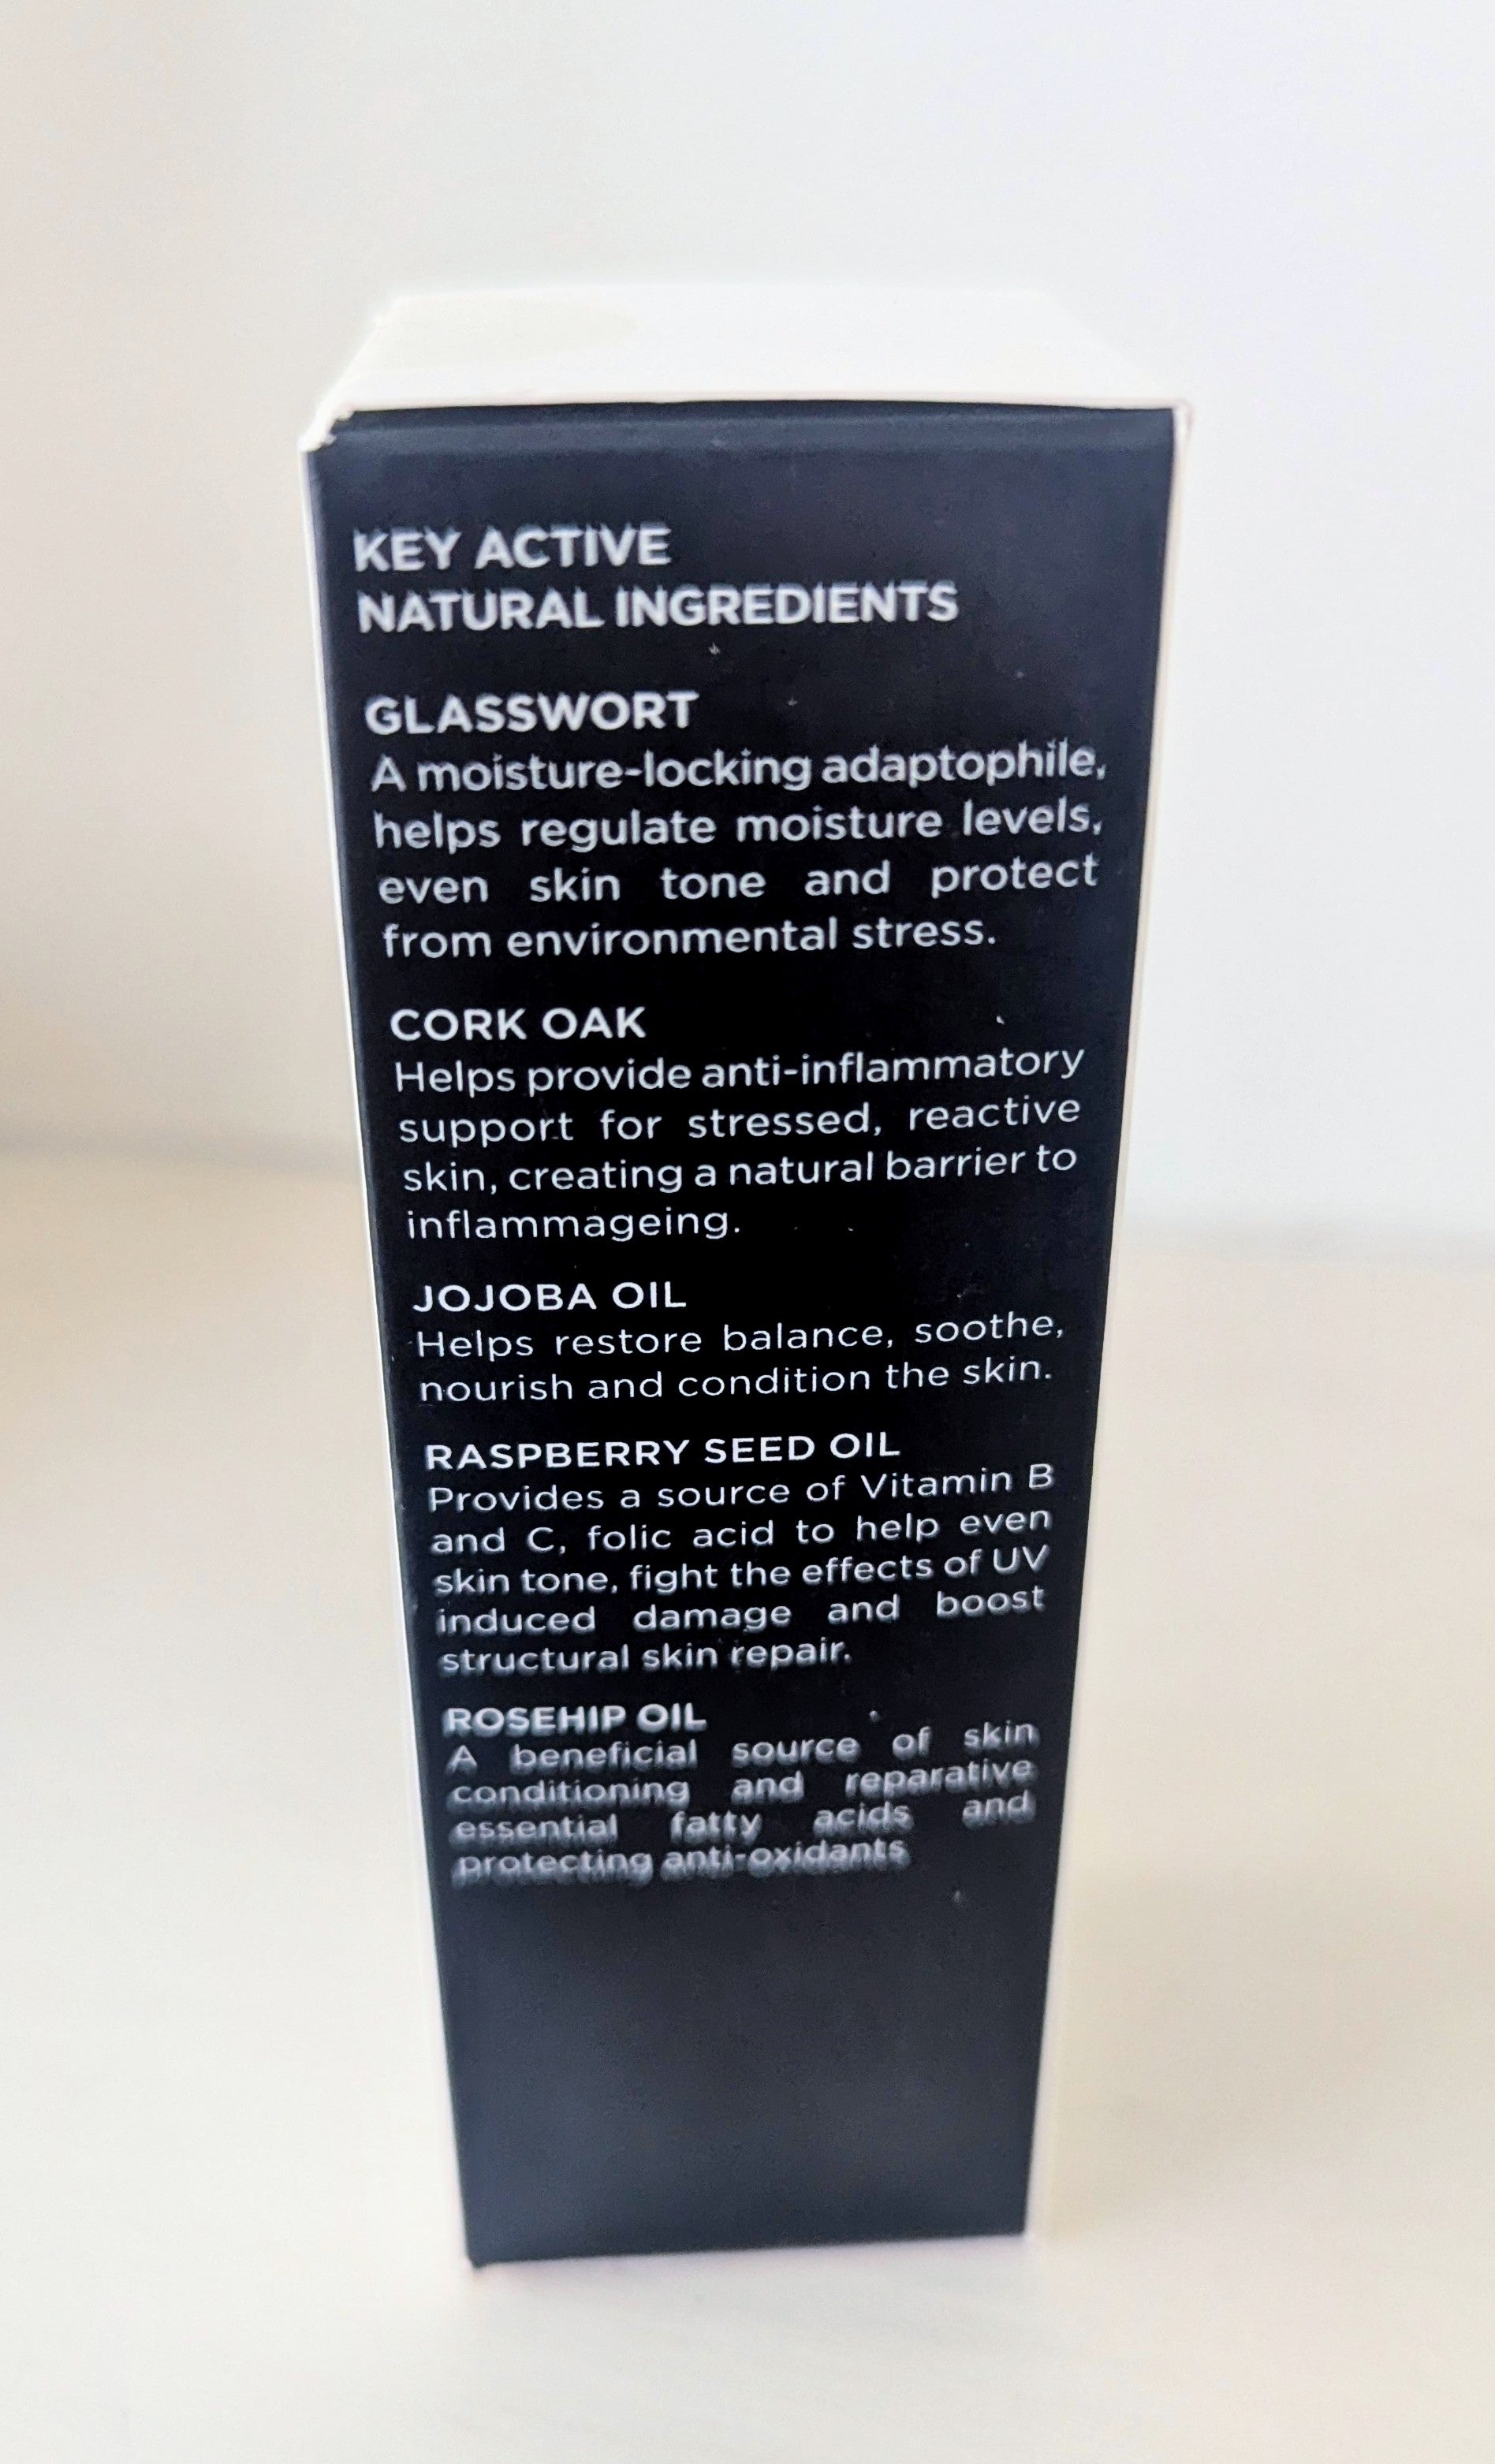 KEY ACTIVE
NATURAL INGREDIENTS
GLASSWORT
A moisture-locking adaptophile,
helps regulate moisture levels,
even skin tone and protect
from environmental stress.
CORK OAK
Helps provide anti-inflammatory
support for stressed, reactive
skin, creating a natural barrier to
inflammageing.
JOJOBA OIL
Helps restore balance, soothe,
nourish and condition the skin.
RASPBERRY SEED OIL
Provides a source of Vitamin B
and C, folic acid to help even
skin tone, fight the effects of UV
induced damage and boost
structural skin repair.
ROSEHIP OIL
A beneficial source of skin
conditioning and reparative
essential fatty acids and
protecting anti-oxidants